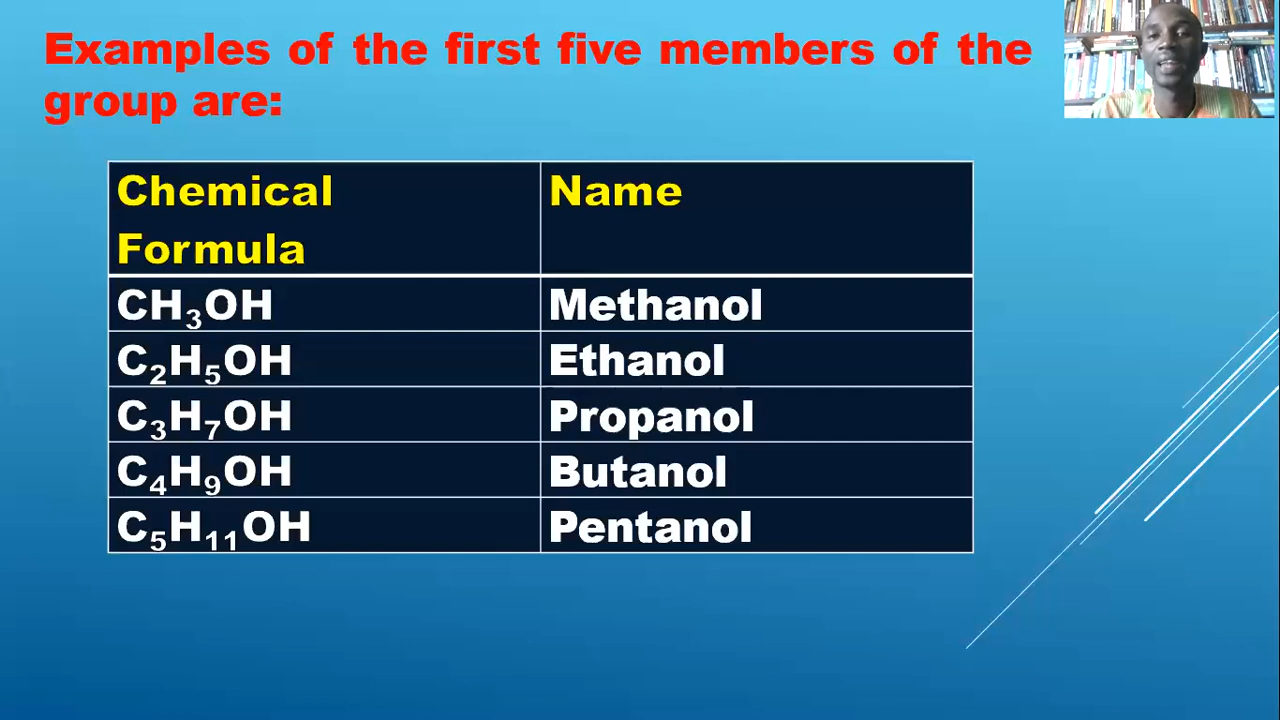 Examples of the first five members of the
group are:
Chemical Formula Name
CH₃OH Methanol
C₂H₅OH Ethanol
C₃H₇OH Propanol
C₄H₉OH Butanol
C₅H₁₁OH Pentanol